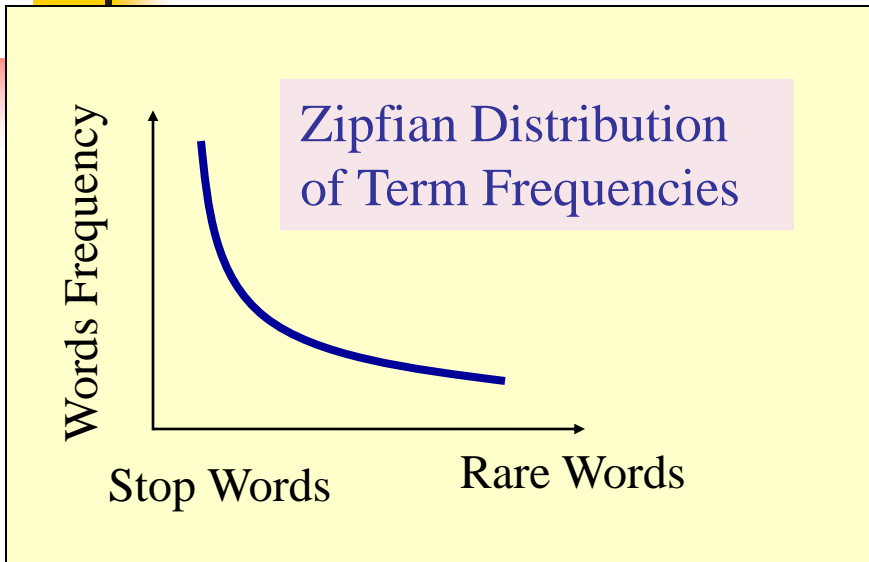 Zipfian Distribution
of Term Frequencies
Words Frequency
Stop Words
Rare Words